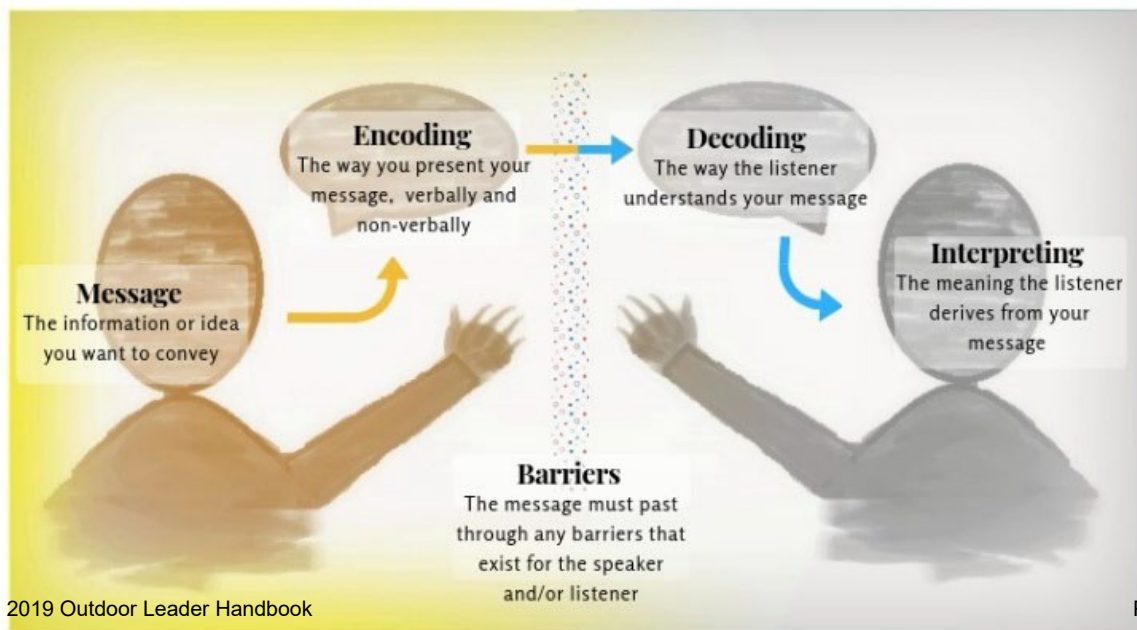 Message
The information or idea
you want to convey
Encoding
The way you present your
message, verbally and
non-verbally
Barriers
The message must past
through any barriers that
exist for the speaker
and/or listener
Decoding
The way the listener
understands your message
Interpreting
The meaning the listener
derives from your
message
2019 Outdoor Leader Handbook